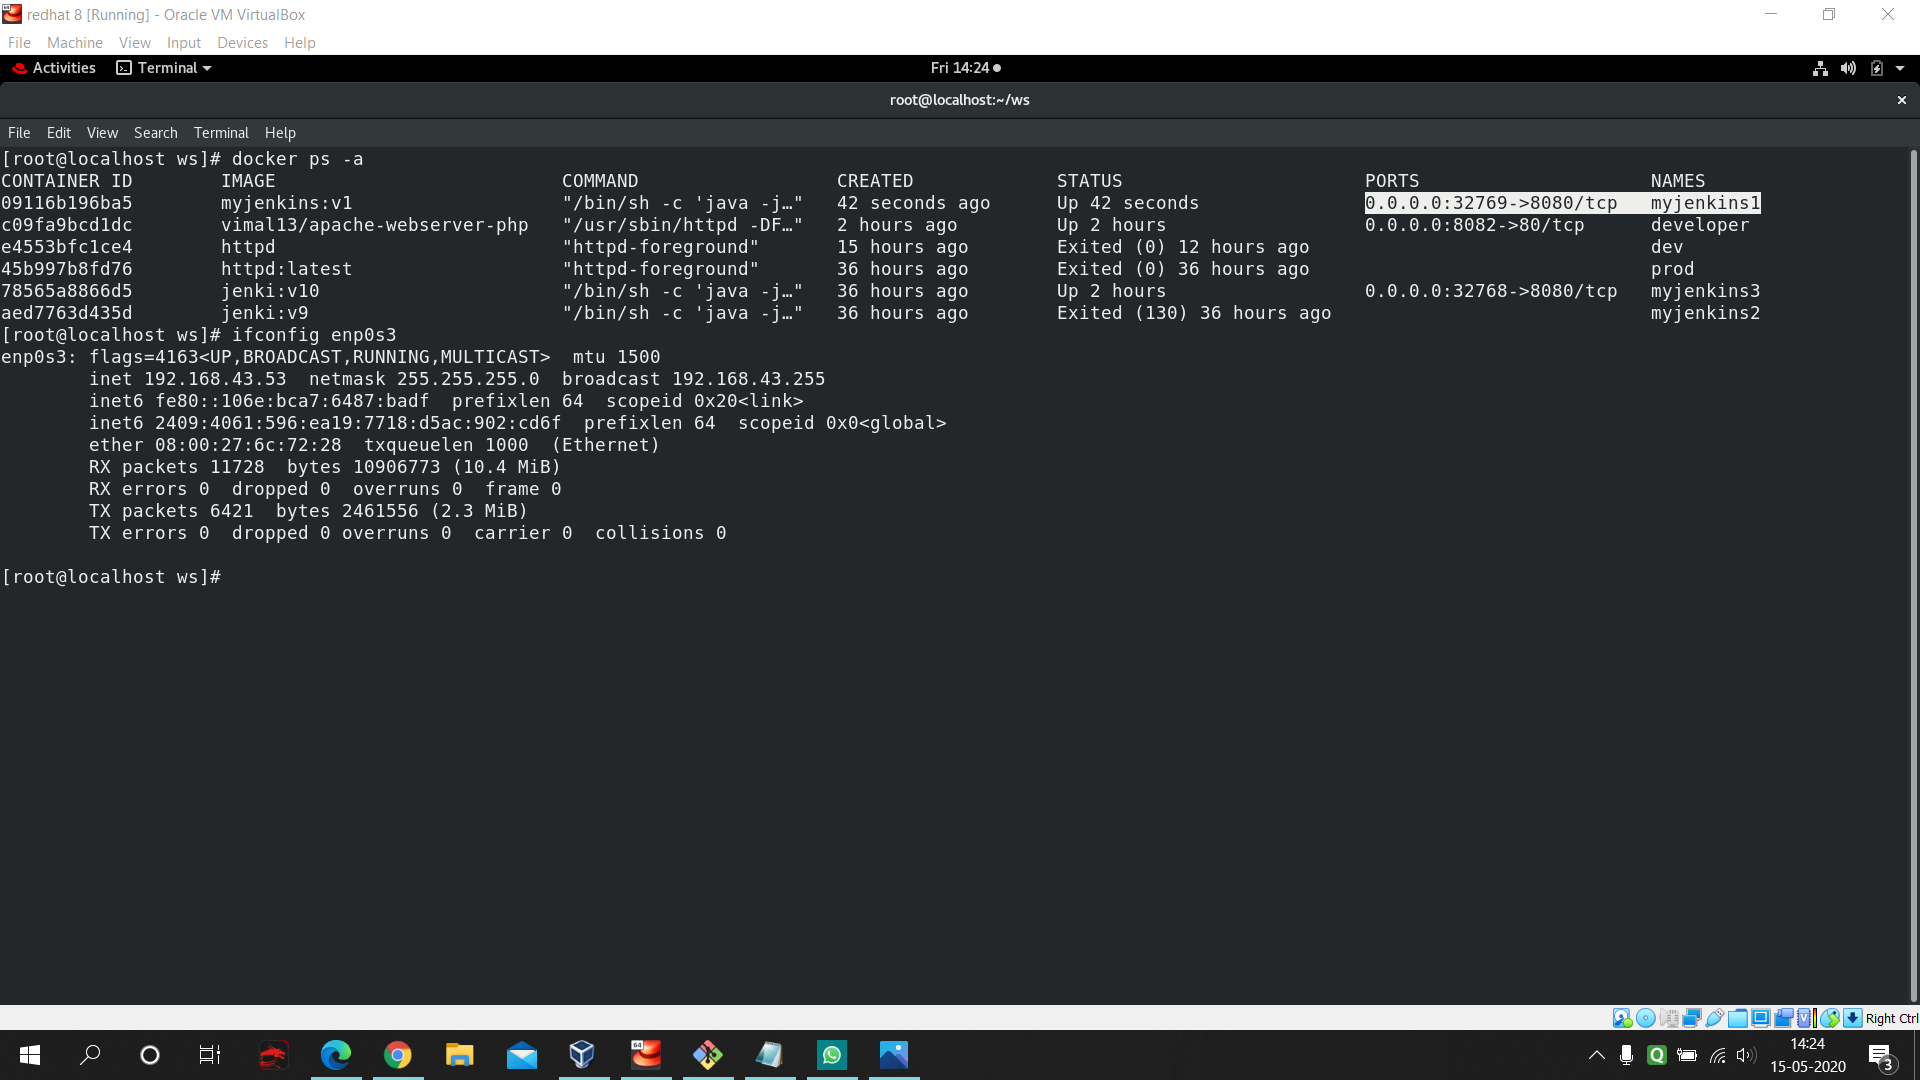 redhat 8 [Running] - Oracle VM VirtualBox
File Machine View Input Devices Help
Activities Terminal Fri 14:24
root@localhost:~/ws
File Edit View Search Terminal Help
[root@localhost ws]# docker ps -a
CONTAINER ID IMAGE COMMAND CREATED STATUS PORTS NAMES
09116b196ba5 myjenkins:v1 "/bin/sh -c 'java -j…" 42 seconds ago Up 42 seconds 0.0.0.0:32769->8080/tcp myjenkins1
c09fa9bcd1dc vimal13/apache-webserver-php "/usr/sbin/httpd -DF…" 2 hours ago Up 2 hours 0.0.0.0:8082->80/tcp developer
e4553bfc1ce4 httpd "httpd-foreground" 15 hours ago Exited (0) 12 hours ago dev
45b997b8fd76 httpd:latest "httpd-foreground" 36 hours ago Exited (0) 36 hours ago prod
78565a8866d5 jenki:v10 "/bin/sh -c 'java -j…" 36 hours ago Up 2 hours 0.0.0.0:32768->8080/tcp myjenkins3
aed7763d435d jenki:v9 "/bin/sh -c 'java -j…" 36 hours ago Exited (130) 36 hours ago myjenkins2
[root@localhost ws]# ifconfig enp0s3
enp0s3: flags=4163<UP,BROADCAST,RUNNING,MULTICAST> mtu 1500
inet 192.168.43.53 netmask 255.255.255.0 broadcast 192.168.43.255
inet6 fe80::106e:bca7:6487:badf prefixlen 64 scopeid 0x20<link>
inet6 2409:4061:596:ea19:7718:d5ac:902:cd6f prefixlen 64 scopeid 0x0<global>
ether 08:00:27:6c:72:28 txqueuelen 1000 (Ethernet)
RX packets 11728 bytes 10906773 (10.4 MiB)
RX errors 0 dropped 0 overruns 0 frame 0
TX packets 6421 bytes 2461556 (2.3 MiB)
TX errors 0 dropped 0 overruns 0 carrier 0 collisions 0
[root@localhost ws]#
Right Ctrl
14:24
15-05-2020
3